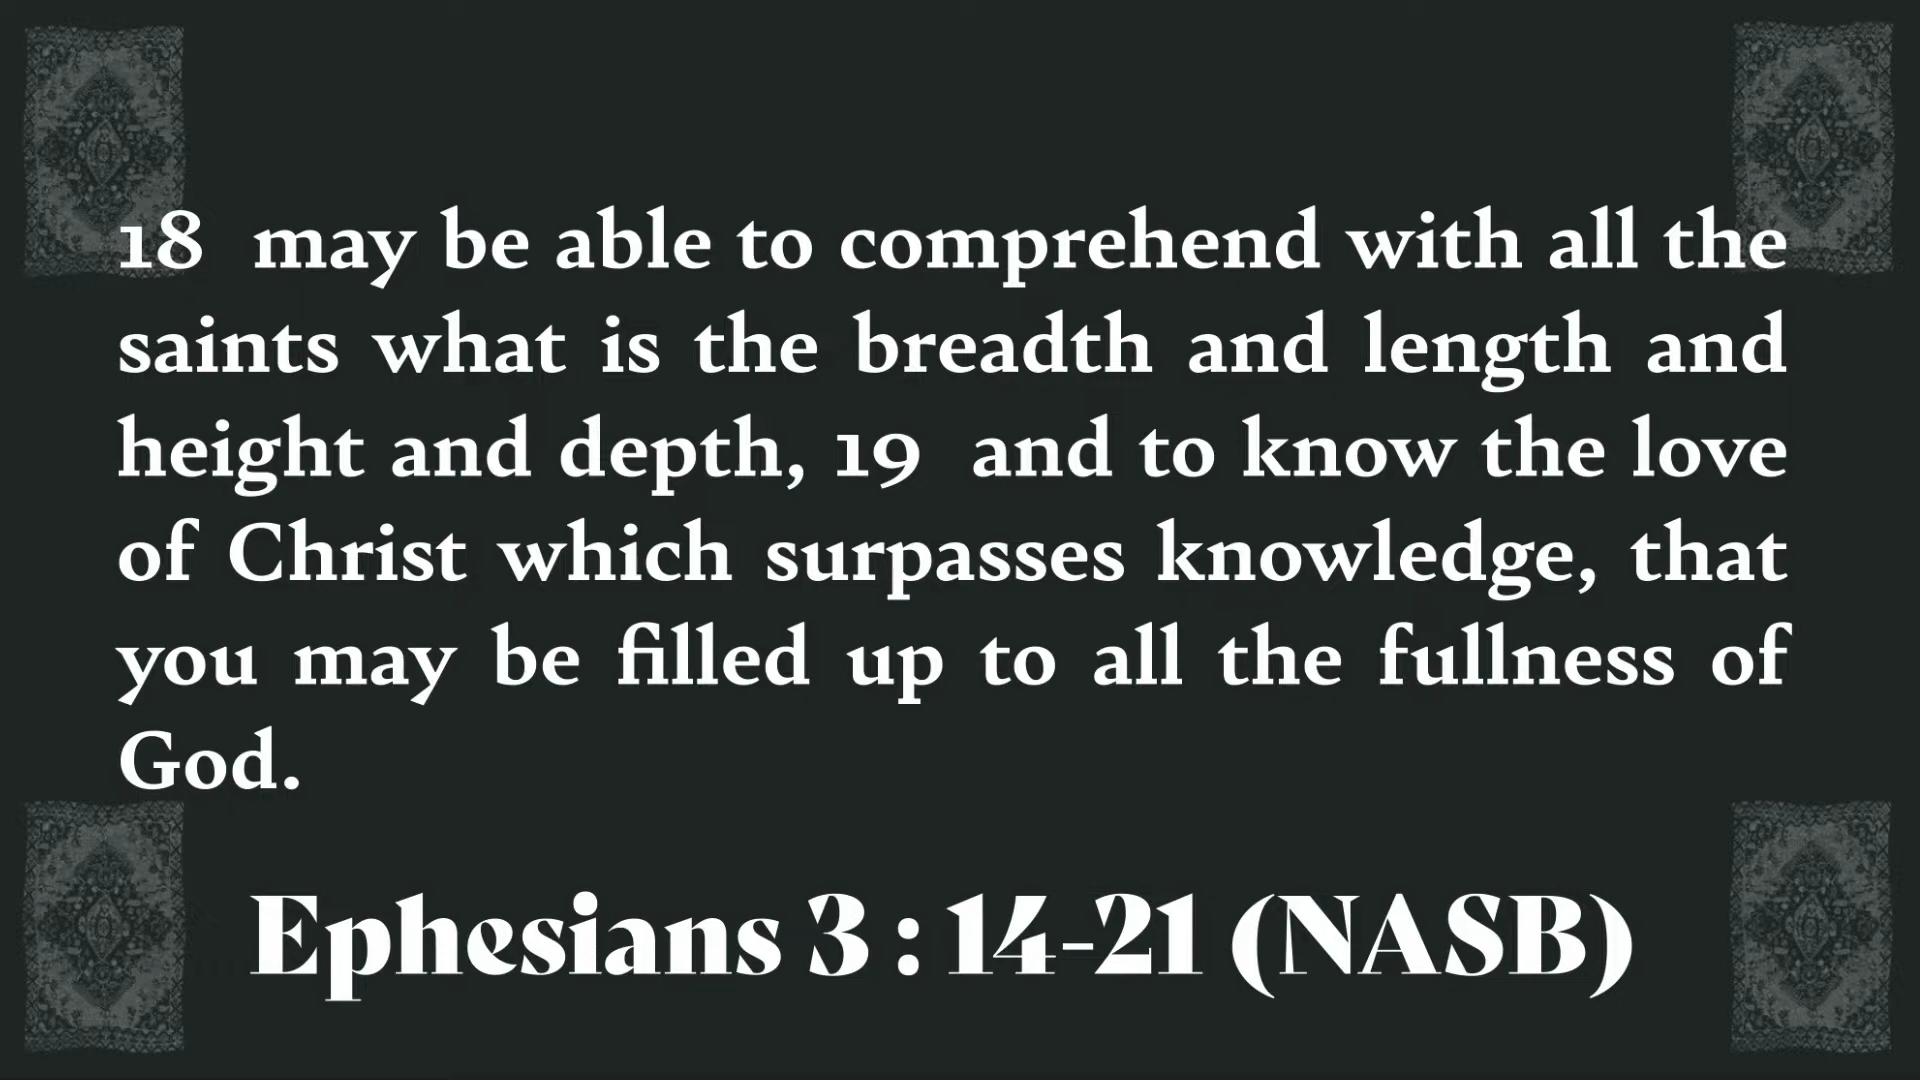 18 may be able to comprehend with all the
saints what is the breadth and length and
height and depth, 19 and to know the love
of Christ which surpasses knowledge, that
you may be filled up to all the fullness of
God.
Ephesians 3 : 14-21 (NASB)